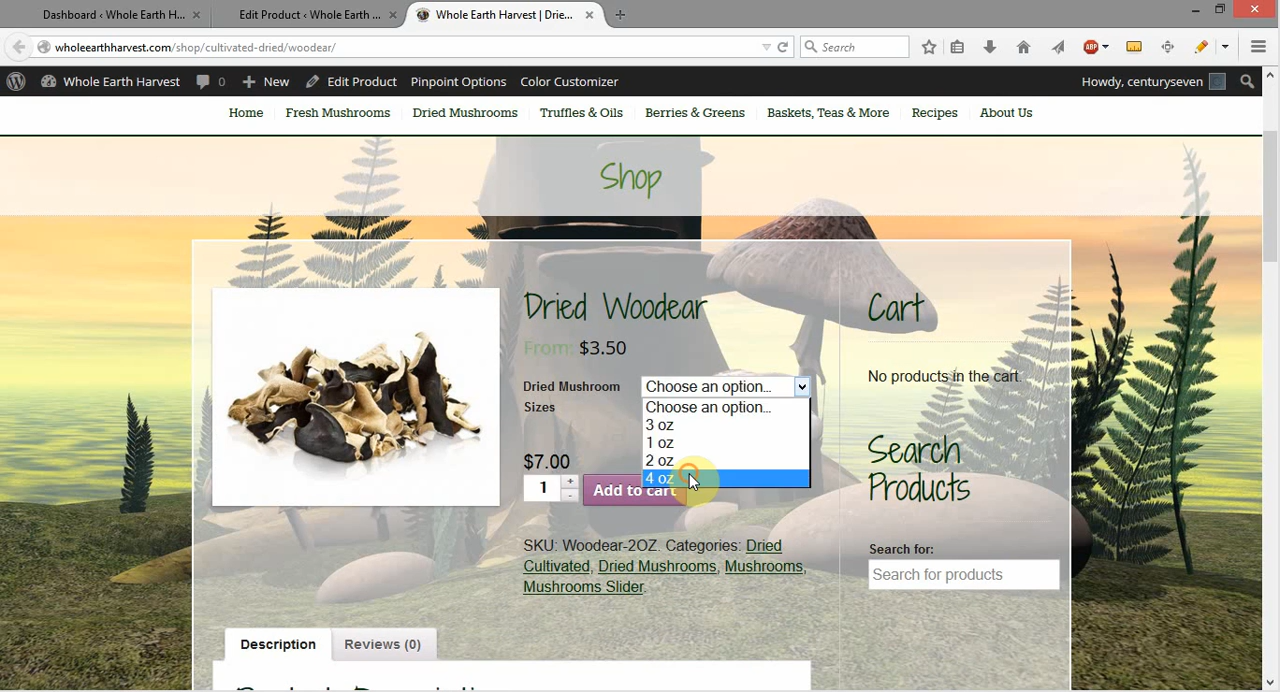 Dashboard ‹ Whole Earth H...
Edit Product ‹ Whole Earth ...
Whole Earth Harvest | Drie...
wholeearthharvest.com/shop/cultivated-dried/woodear/
Search
ABP
Whole Earth Harvest
0
New
Edit Product
Pinpoint Options
Color Customizer
Howdy, centuryseven
Home
Fresh Mushrooms
Dried Mushrooms
Truffles & Oils
Berries & Greens
Baskets, Teas & More
Recipes
About Us
Shop
Dried Woodear
From: $3.50
Dried Mushroom
Sizes
Choose an option...
Choose an option...
3 oz
1 oz
2 oz
4 oz
$7.00
1
+
-
Add to cart
SKU: Woodear-2OZ. Categories: Dried
Cultivated, Dried Mushrooms, Mushrooms,
Mushrooms Slider.
Cart
No products in the cart.
Search
Products
Search for:
Search for products
Description
Reviews (0)